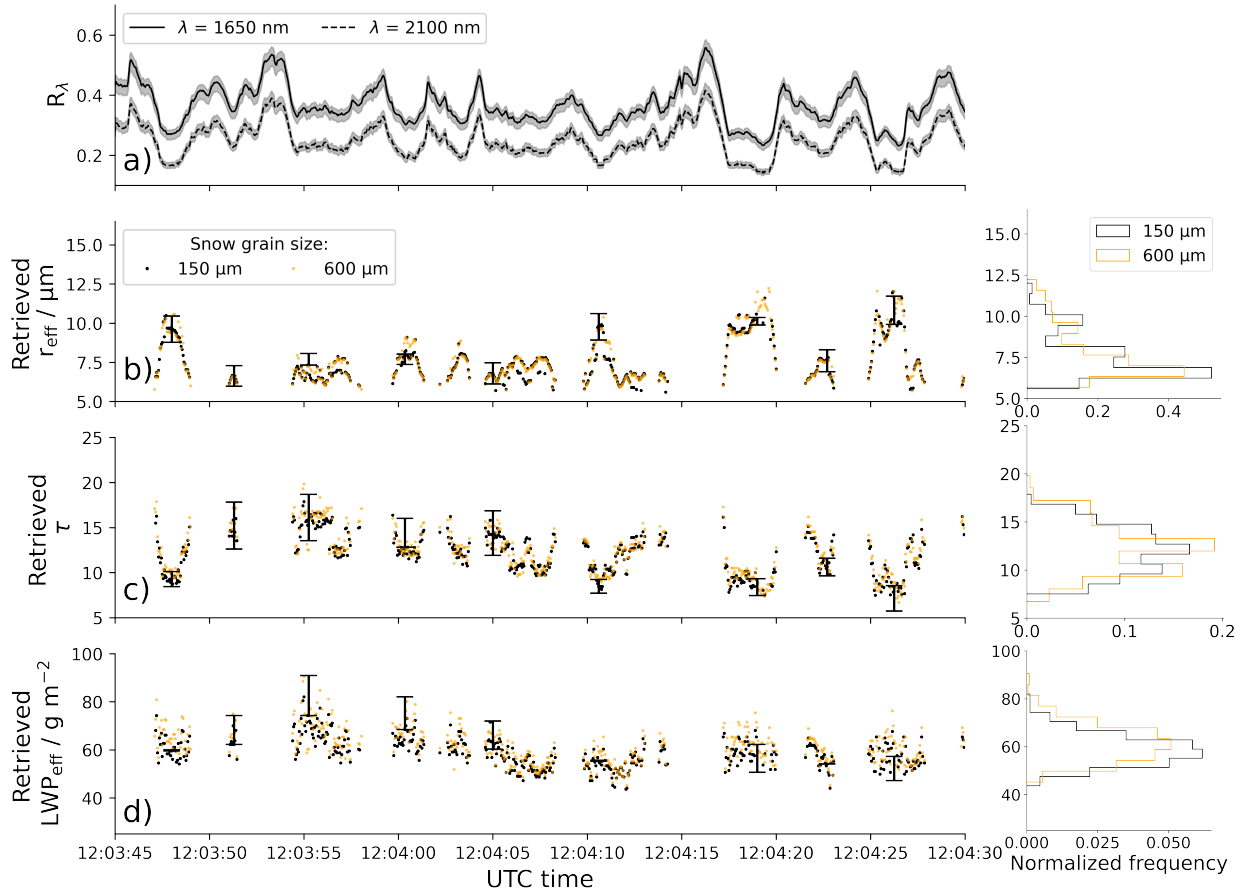 λ = 1650 nm λ = 2100 nm
0.6
0.4
0.2
Rλ
a)
Snow grain size:
150 μm 600 μm
15.0
12.5
10.0
7.5
5.0
Retrieved
reff / μm
b)
150 μm
600 μm
15.0
12.5
10.0
7.5
5.0
0.0 0.2 0.4
25
20
15
10
5
Retrieved
τ
c)
25
20
15
10
5
0.0 0.1 0.2
100
80
60
40
Retrieved
LWPeff / g m−2
d)
100
80
60
40
0.000 0.025 0.050
Normalized frequency
12:03:45 12:03:50 12:03:55 12:04:00 12:04:05 12:04:10 12:04:15 12:04:20 12:04:25 12:04:30
UTC time